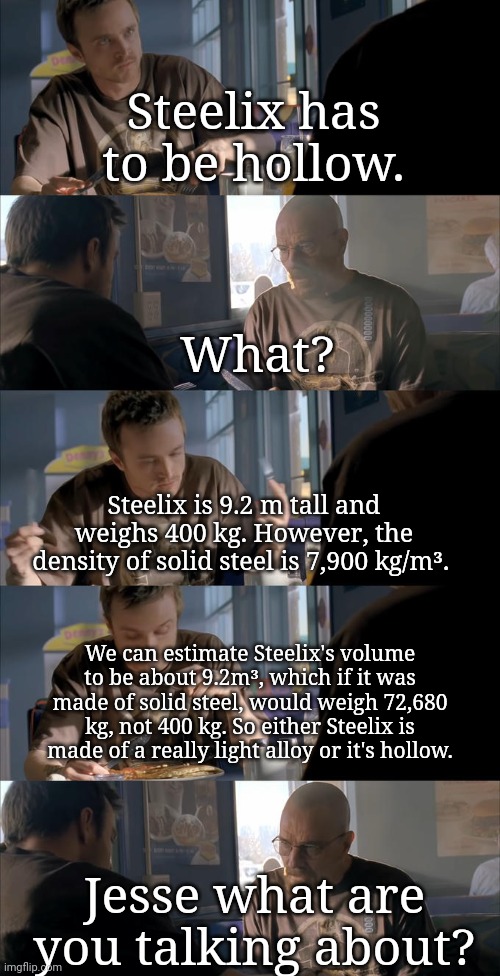 Steelix has
to be hollow.
What?
Steelix is 9.2 m tall and
weighs 400 kg. However, the
density of solid steel is 7,900 kg/m³.
We can estimate Steelix's volume
to be about 9.2m³, which if it was
made of solid steel, would weigh 72,680
kg, not 400 kg. So either Steelix is
made of a really light alloy or it's hollow.
Jesse what are
you talking about?
imgflip.com